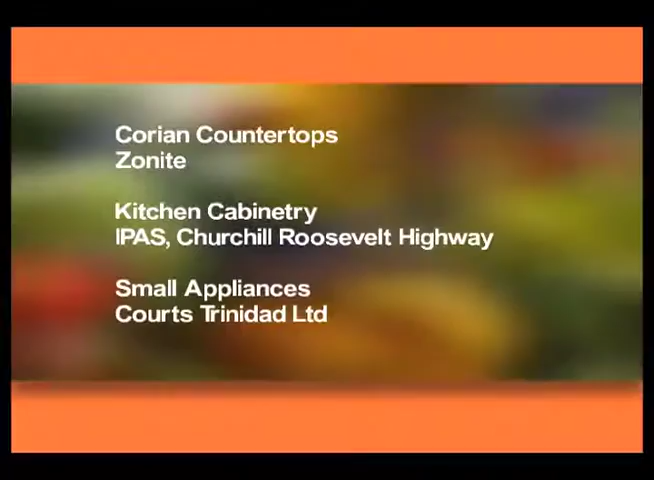 Corian Countertops
Zonite
Kitchen Cabinetry
IPAS, Churchill Roosevelt Highway
Small Appliances
Courts Trinidad Ltd